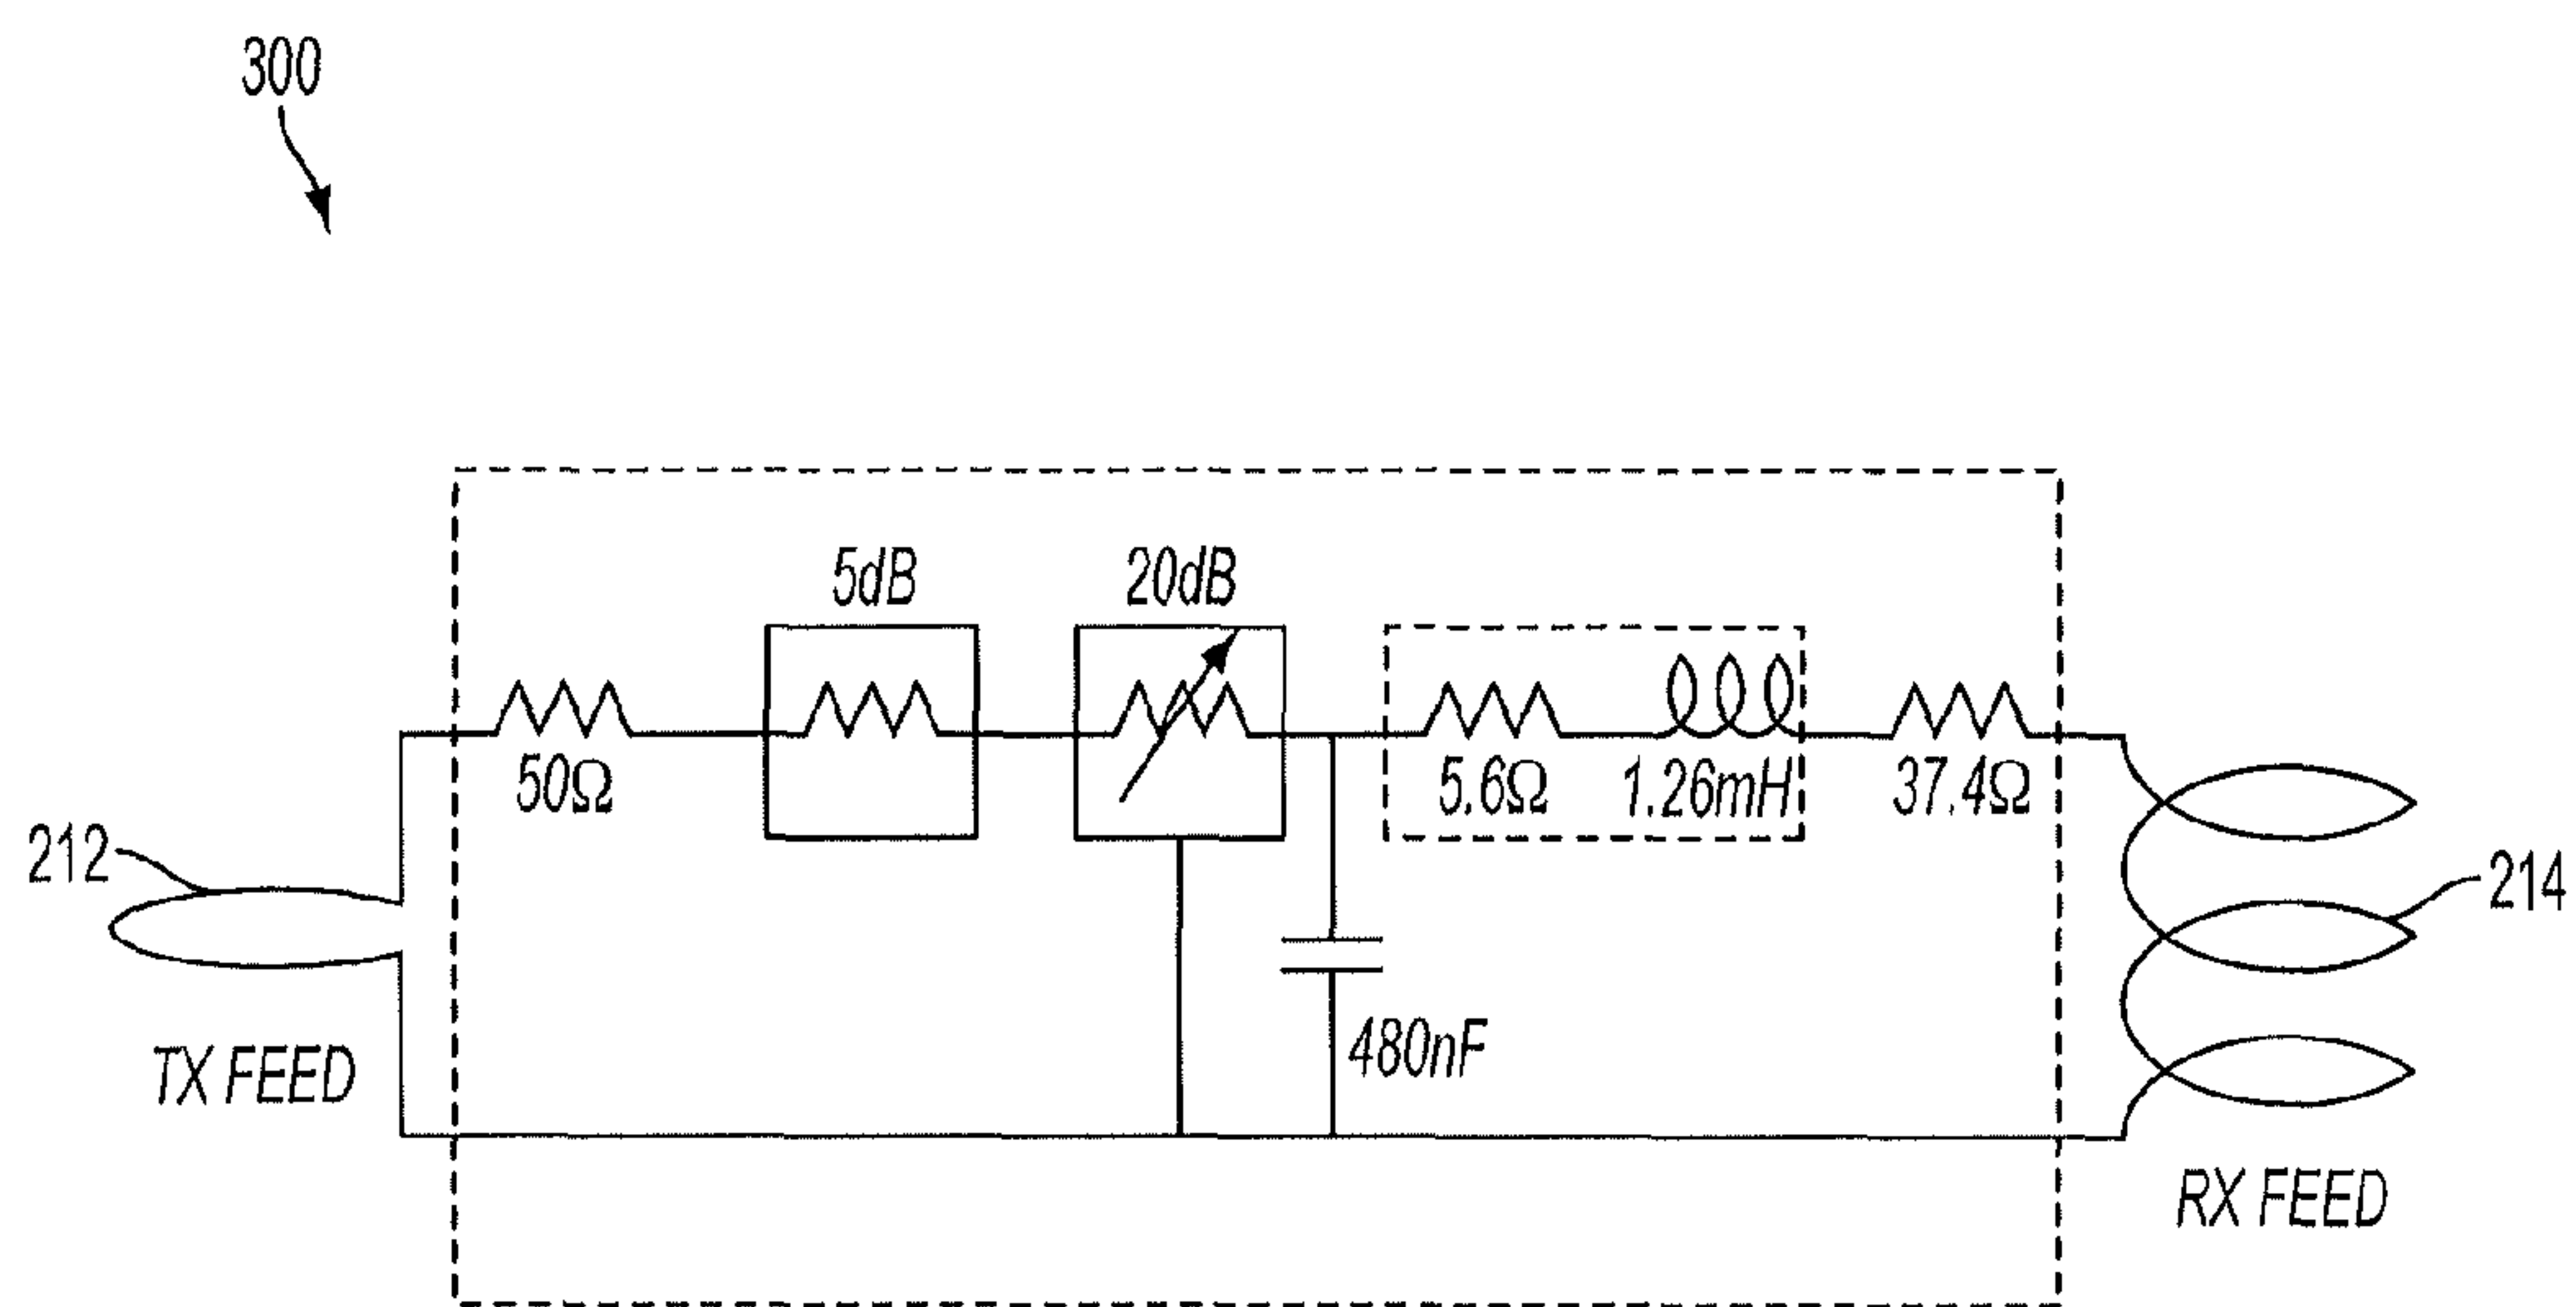 300
5dB
20dB
50Ω
5.6Ω
1.26mH
37.4Ω
212
214
480nF
TX FEED
RX FEED